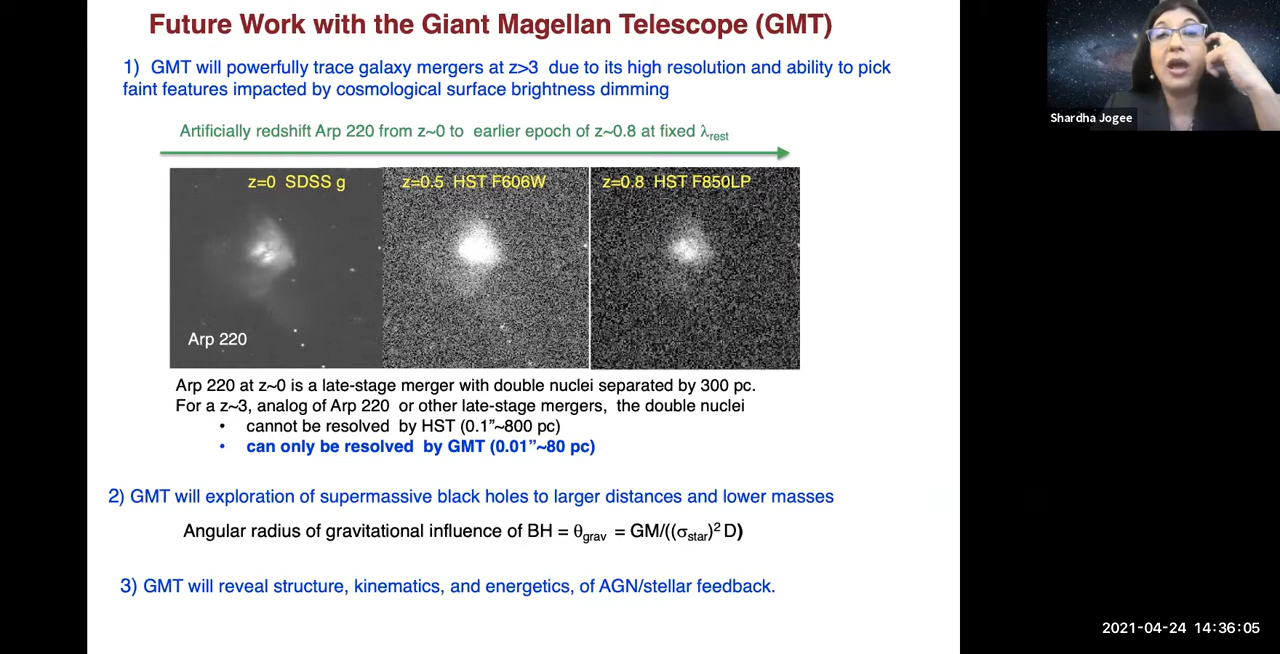 Future Work with the Giant Magellan Telescope (GMT)
1) GMT will powerfully trace galaxy mergers at z>3 due to its high resolution and ability to pick
faint features impacted by cosmological surface brightness dimming
Artificially redshift Arp 220 from z~0 to earlier epoch of z~0.8 at fixed λrest
z=0 SDSS g
z=0.5 HST F606W
z=0.8 HST F850LP
Arp 220
Arp 220 at z~0 is a late-stage merger with double nuclei separated by 300 pc.
For a z~3, analog of Arp 220 or other late-stage mergers, the double nuclei
• cannot be resolved by HST (0.1”~800 pc)
• can only be resolved by GMT (0.01”~80 pc)
2) GMT will exploration of supermassive black holes to larger distances and lower masses
Angular radius of gravitational influence of BH = θgrav = GM/((σstar)2 D)
3) GMT will reveal structure, kinematics, and energetics, of AGN/stellar feedback.
Shardha Jogee
2021-04-24 14:36:05